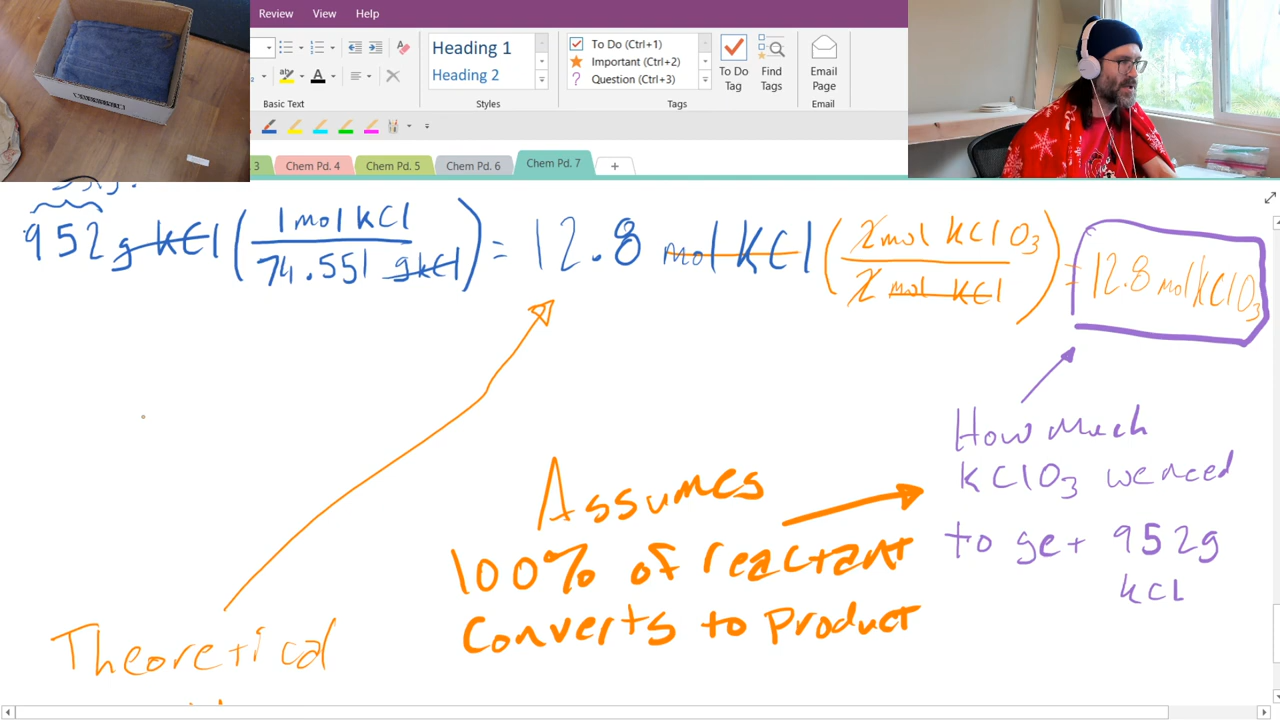 Review View Help
Heading 1
Heading 2
To Do (Ctrl+1)
Important (Ctrl+2)
Question (Ctrl+3)
To Do Tag
Find Tags
Email Page
Basic Text Styles Tags Email
3 Chem Pd. 4 Chem Pd. 5 Chem Pd. 6 Chem Pd. 7 +
952 g kCl (1 mol kCl / 74.551 g kCl) = 12.8 mol KCl (2 mol KClO₃ / 2 mol KCl) = 12.8 mol KClO₃
How much
KClO₃ we need
to get 952g
kCl
Assumes
100% of reactant
Converts to Product
Theoretical